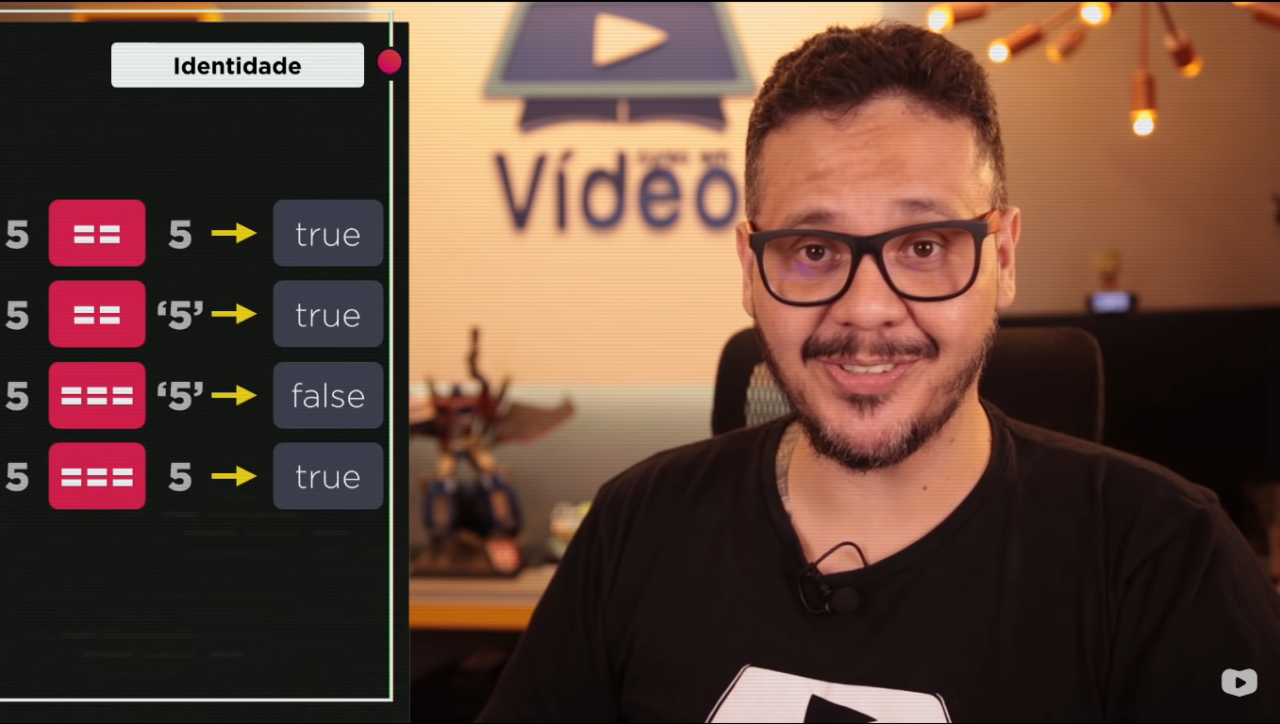 Identidade
5 == 5 true
5 == ‘5’ true
5 === ‘5’ false
5 === 5 true
Vídeo